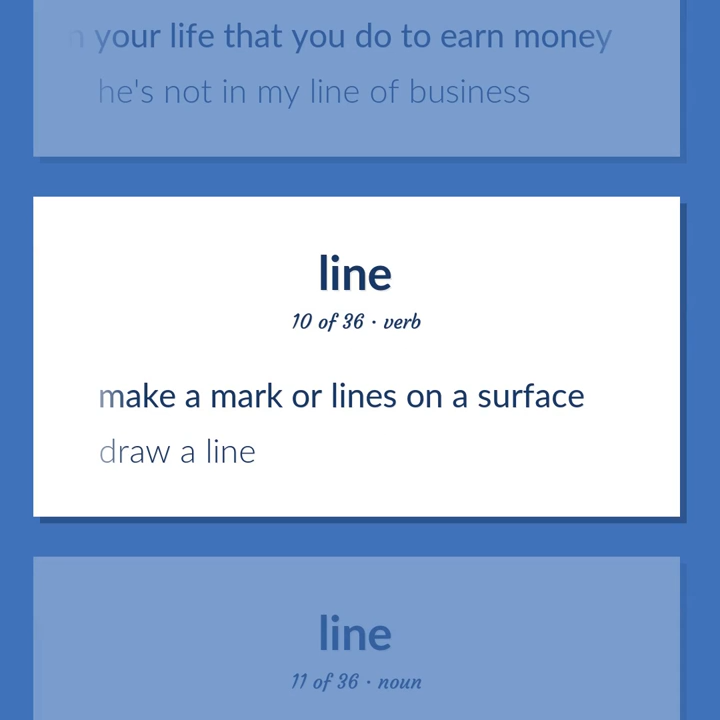 your life that you do to earn money
he's not in my line of business
line
10 of 36 · verb
make a mark or lines on a surface
draw a line
line
11 of 36 · noun